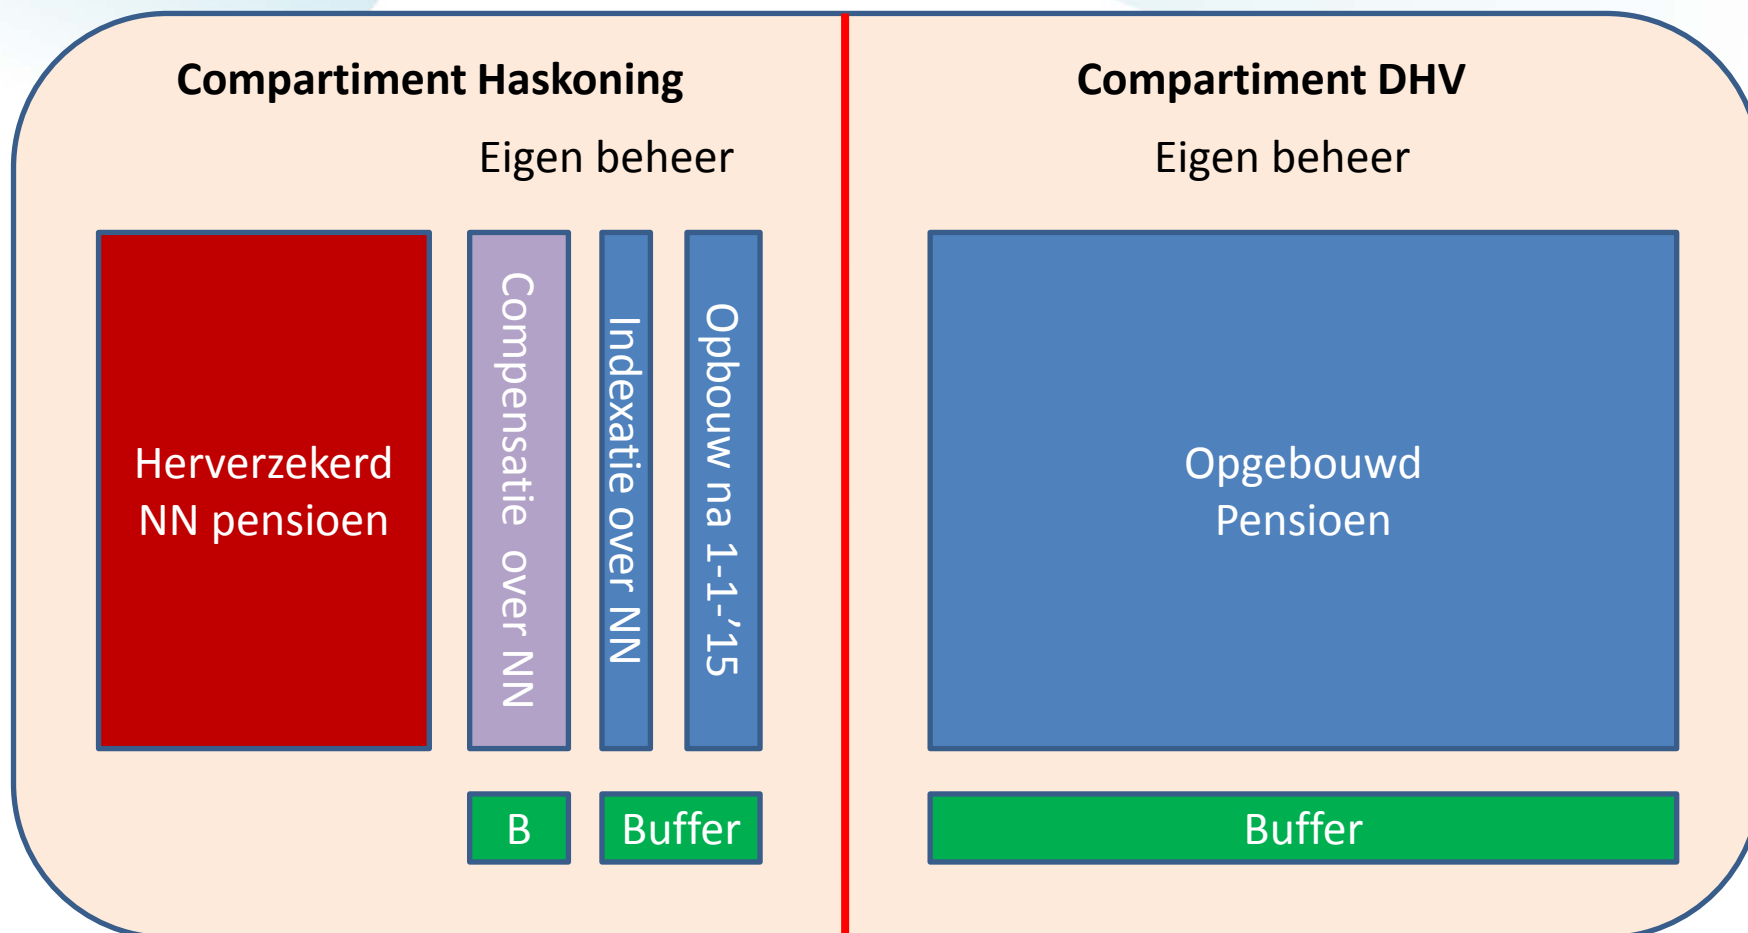 Compartiment Haskoning
Eigen beheer
Herverzekerd
NN pensioen
Compensatie over NN
Indexatie over NN
Opbouw na 1-1-’15
B
Buffer
Compartiment DHV
Eigen beheer
Opgebouwd
Pensioen
Buffer